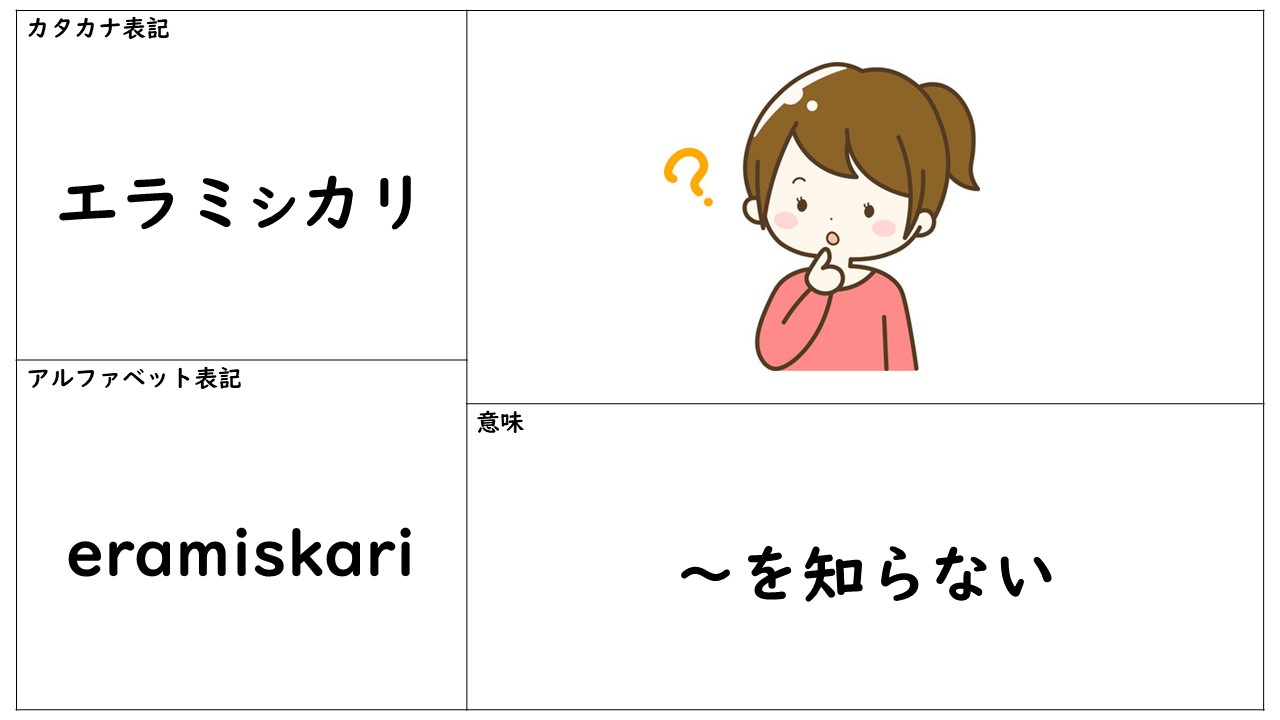 カタカナ表記
エラミㇱカリ
アルファベット表記
eramiskari
?
意味
～を知らない